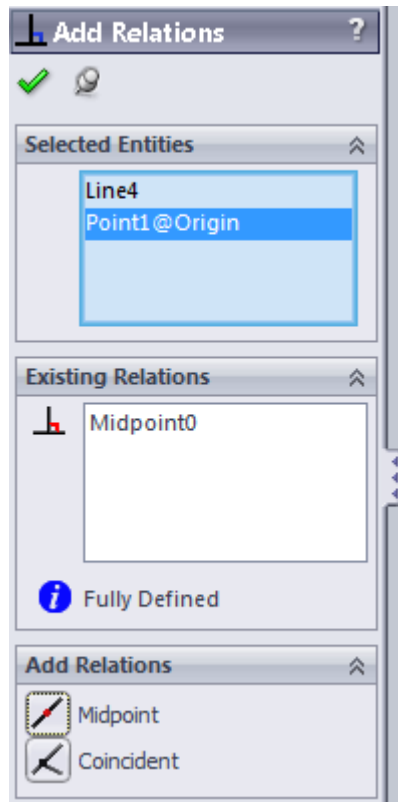 Add Relations ?
Selected Entities
Line4
Point1@Origin
Existing Relations
Midpoint0
i Fully Defined
Add Relations
Midpoint
Coincident